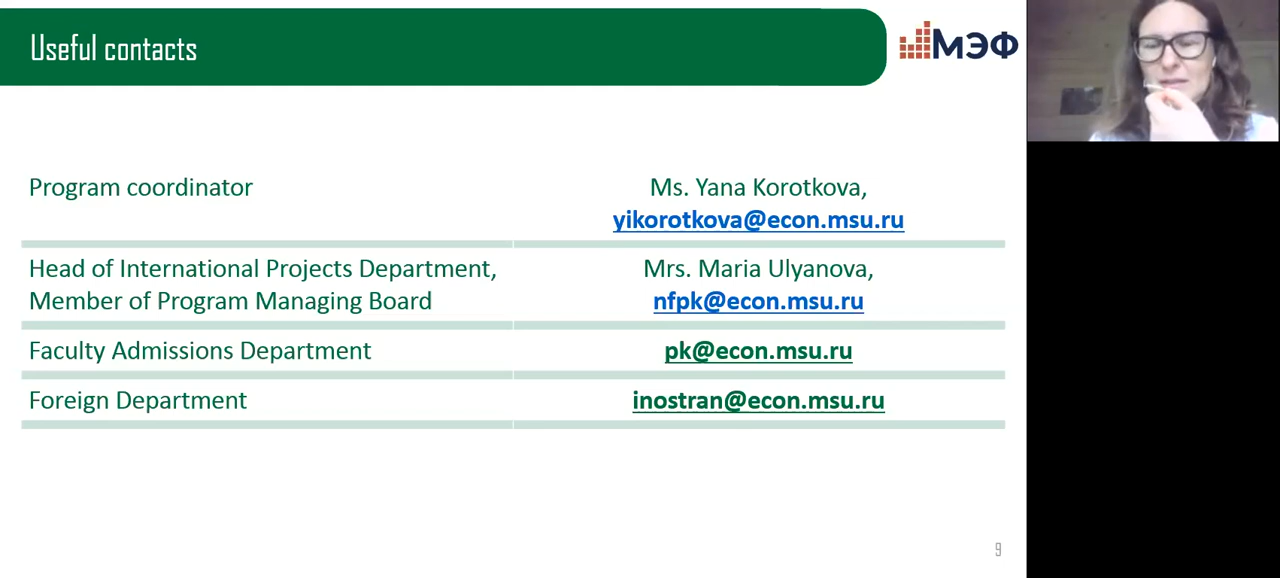 Useful contacts
МЭФ
Program coordinator
Ms. Yana Korotkova,
yikorotkova@econ.msu.ru
Head of International Projects Department,
Member of Program Managing Board
Mrs. Maria Ulyanova,
nfpk@econ.msu.ru
Faculty Admissions Department
pk@econ.msu.ru
Foreign Department
inostran@econ.msu.ru
9